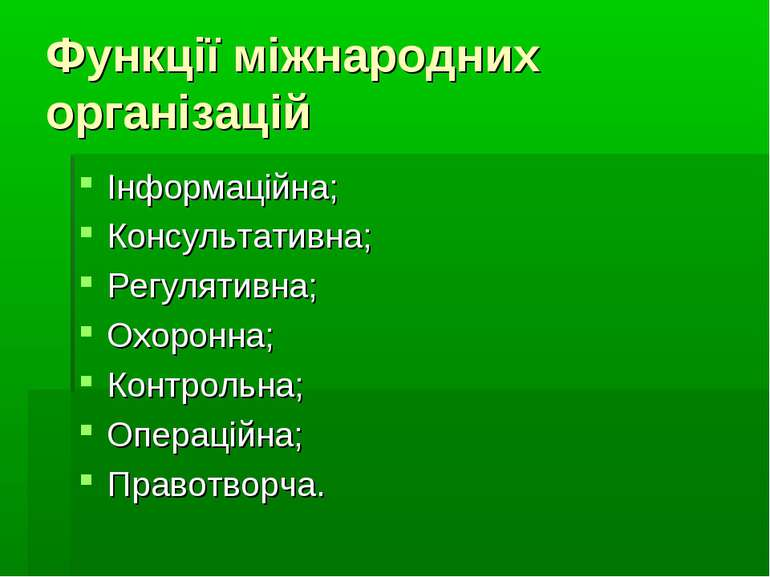 Функції міжнародних
організацій
Інформаційна;
Консультативна;
Регулятивна;
Охоронна;
Контрольна;
Операційна;
Правотворча.